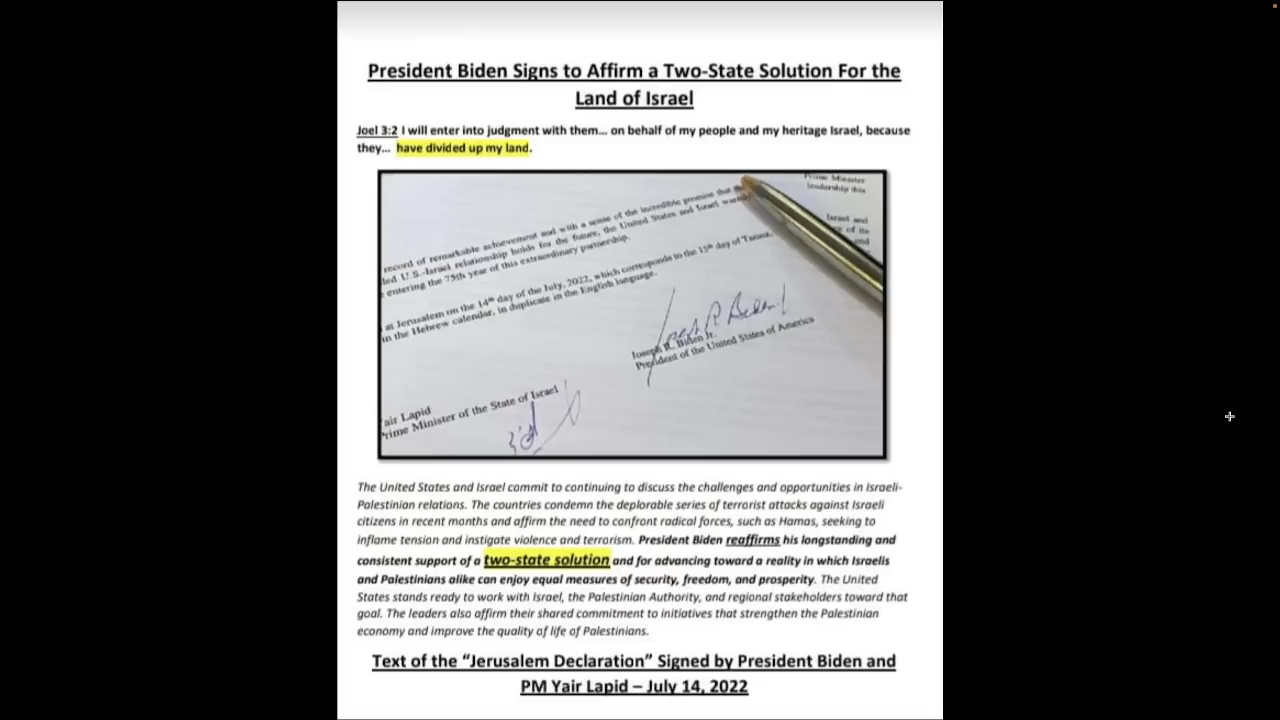 President Biden Signs to Affirm a Two-State Solution For the
Land of Israel
Joel 3:2 I will enter into judgment with them... on behalf of my people and my heritage Israel, because
they... have divided up my land.
Prime Minister
leadership this
Israel and
of its
and
record of remarkable achievement and with a sense of the incredible promise that
led U.S.-Israel relationship holds for the future, the United States and Israel
entering the 75th year of this extraordinary partnership.
at Jerusalem on the 14th day of the July, 2022, which corresponds to the 15th day of Tamuz,
in the Hebrew calendar, in duplicate in the English language.
Joseph R. Biden Jr.
President of the United States of America
air Lapid
rime Minister of the State of Israel
The United States and Israel commit to continuing to discuss the challenges and opportunities in Israeli-
Palestinian relations. The countries condemn the deplorable series of terrorist attacks against Israeli
citizens in recent months and affirm the need to confront radical forces, such as Hamas, seeking to
inflame tension and instigate violence and terrorism. President Biden reaffirms his longstanding and
consistent support of a two-state solution and for advancing toward a reality in which Israelis
and Palestinians alike can enjoy equal measures of security, freedom, and prosperity. The United
States stands ready to work with Israel, the Palestinian Authority, and regional stakeholders toward that
goal. The leaders also affirm their shared commitment to initiatives that strengthen the Palestinian
economy and improve the quality of life of Palestinians.
Text of the “Jerusalem Declaration” Signed by President Biden and
PM Yair Lapid – July 14, 2022